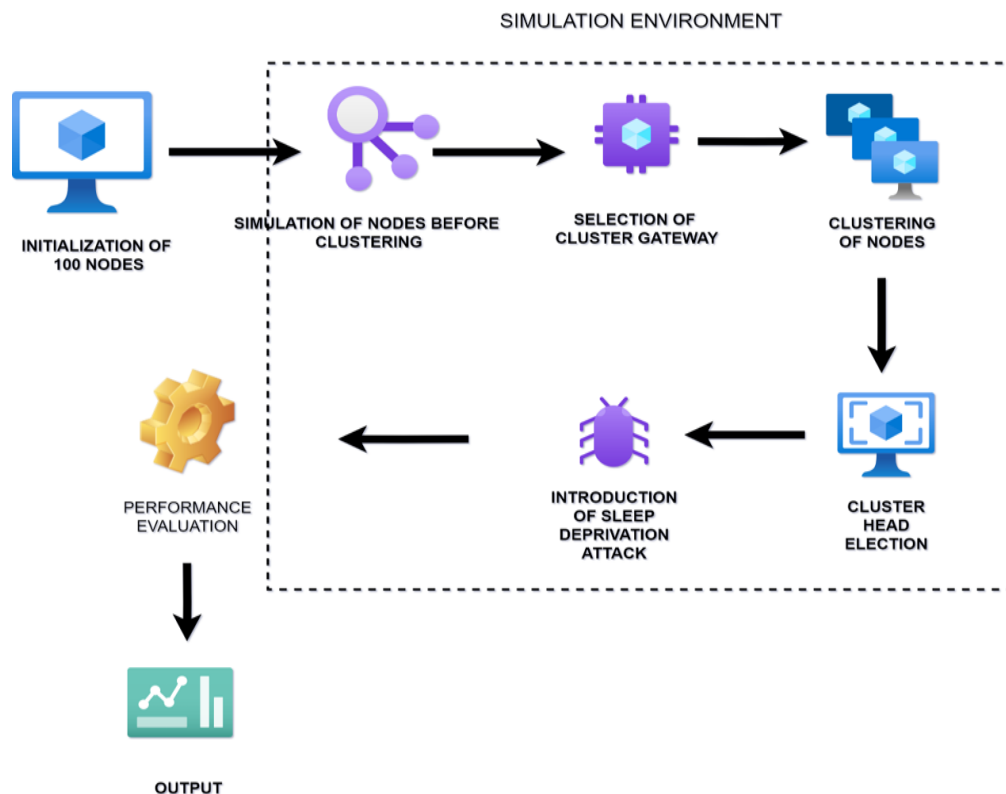 SIMULATION ENVIRONMENT
INITIALIZATION OF
100 NODES
SIMULATION OF NODES BEFORE
CLUSTERING
SELECTION OF
CLUSTER GATEWAY
CLUSTERING
OF NODES
CLUSTER
HEAD
ELECTION
INTRODUCTION
OF SLEEP
DEPRIVATION
ATTACK
PERFORMANCE
EVALUATION
OUTPUT